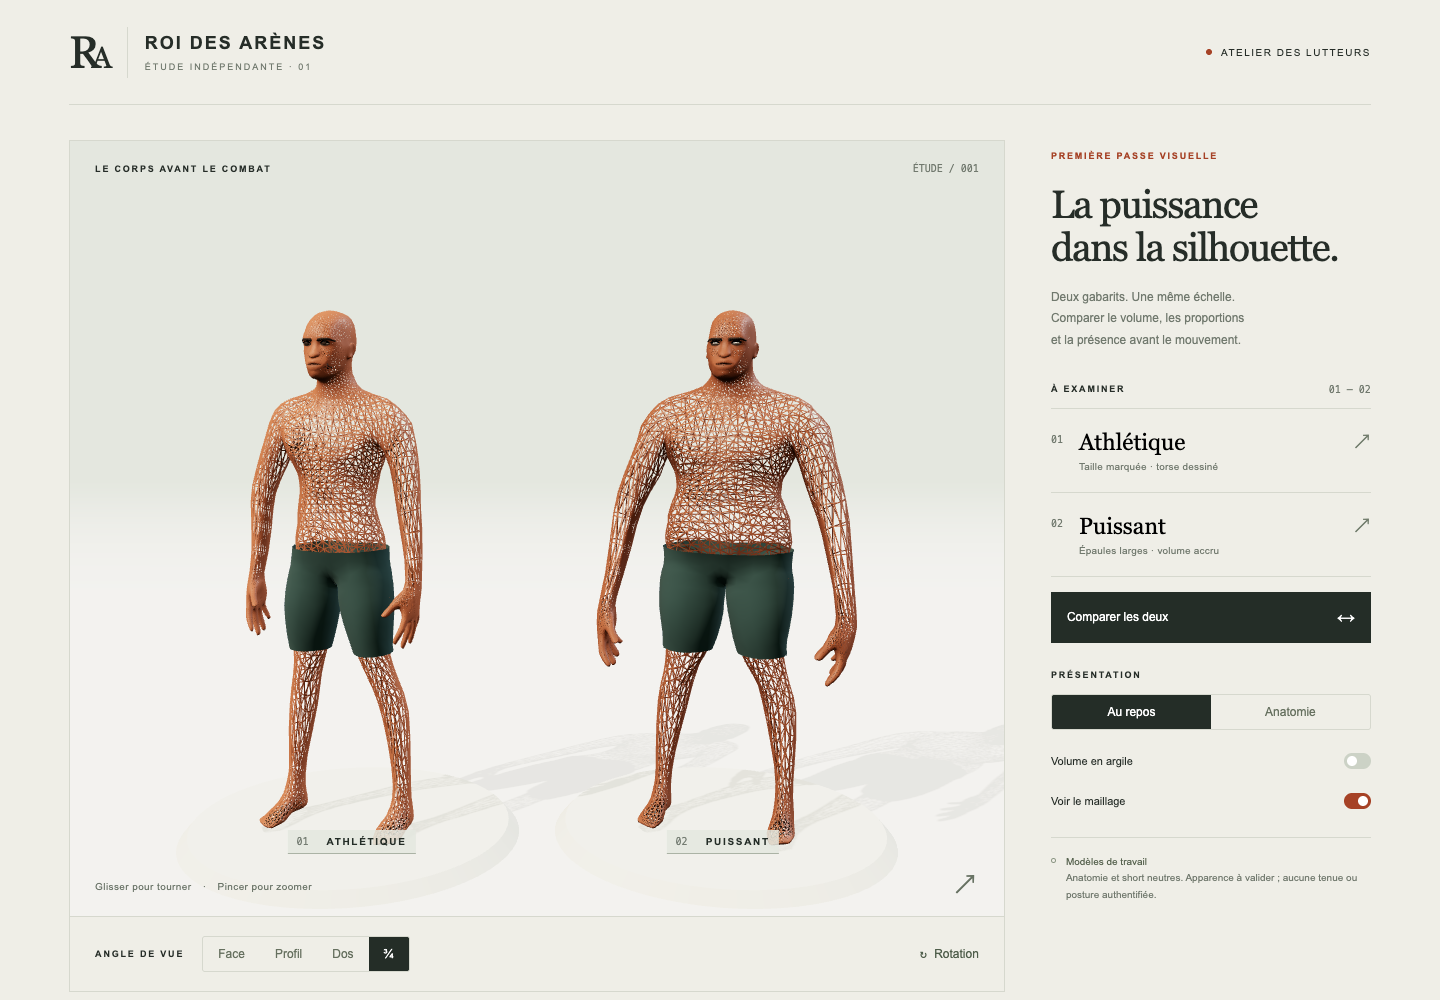 RA
ROI DES ARÈNES
ÉTUDE INDÉPENDANTE · 01
ATELIER DES LUTTEURS
LE CORPS AVANT LE COMBAT
ÉTUDE / 001
01 ATHLÉTIQUE
02 PUISSANT
Glisser pour tourner · Pincer pour zoomer
ANGLE DE VUE
Face
Profil
Dos
¾
↻ Rotation
PREMIÈRE PASSE VISUELLE
La puissance
dans la silhouette.
Deux gabarits. Une même échelle.
Comparer le volume, les proportions
et la présence avant le mouvement.
À EXAMINER
01 — 02
01 Athlétique
Taille marquée · torse dessiné
02 Puissant
Épaules larges · volume accru
Comparer les deux
PRÉSENTATION
Au repos
Anatomie
Volume en argile
Voir le maillage
Modèles de travail
Anatomie et short neutres. Apparence à valider ; aucune tenue ou
posture authentifiée.